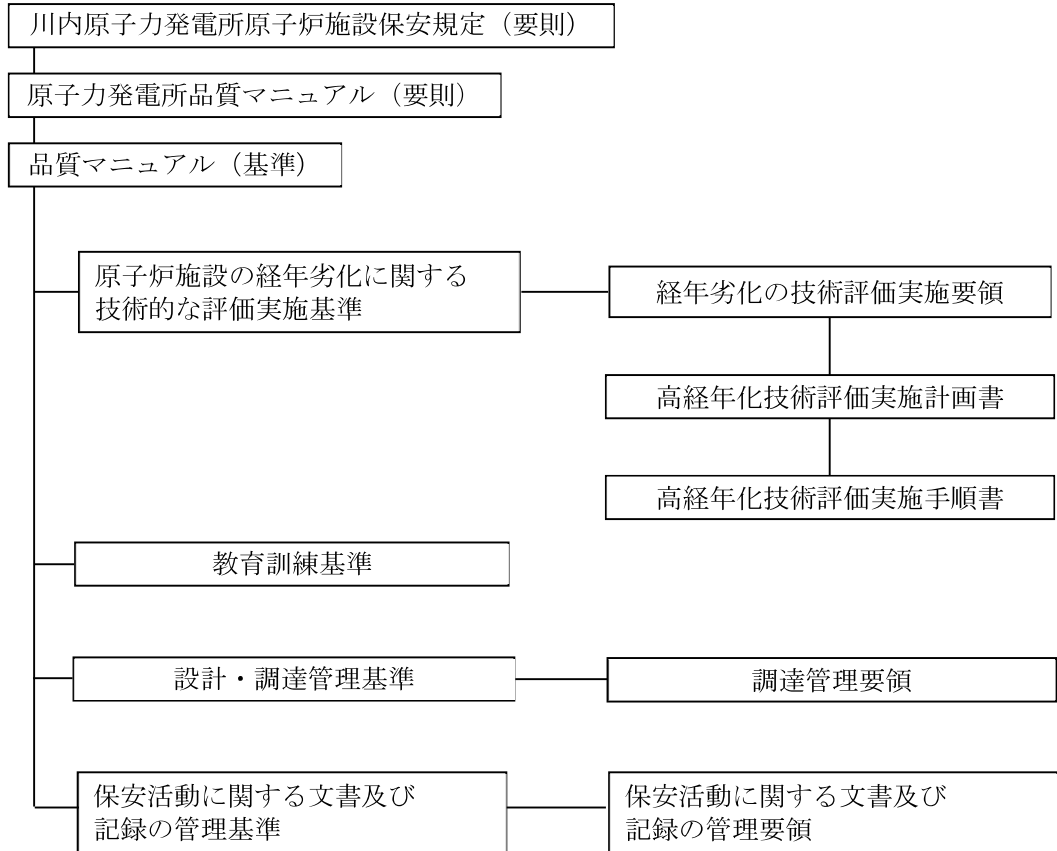 川内原子力発電所原子炉施設保安規定（要則）
原子力発電所品質マニュアル（要則）
品質マニュアル（基準）
原子炉施設の経年劣化に関する
技術的な評価実施基準
経年劣化の技術評価実施要領
高経年化技術評価実施計画書
高経年化技術評価実施手順書
教育訓練基準
設計・調達管理基準
調達管理要領
保安活動に関する文書及び
記録の管理基準
保安活動に関する文書及び
記録の管理要領